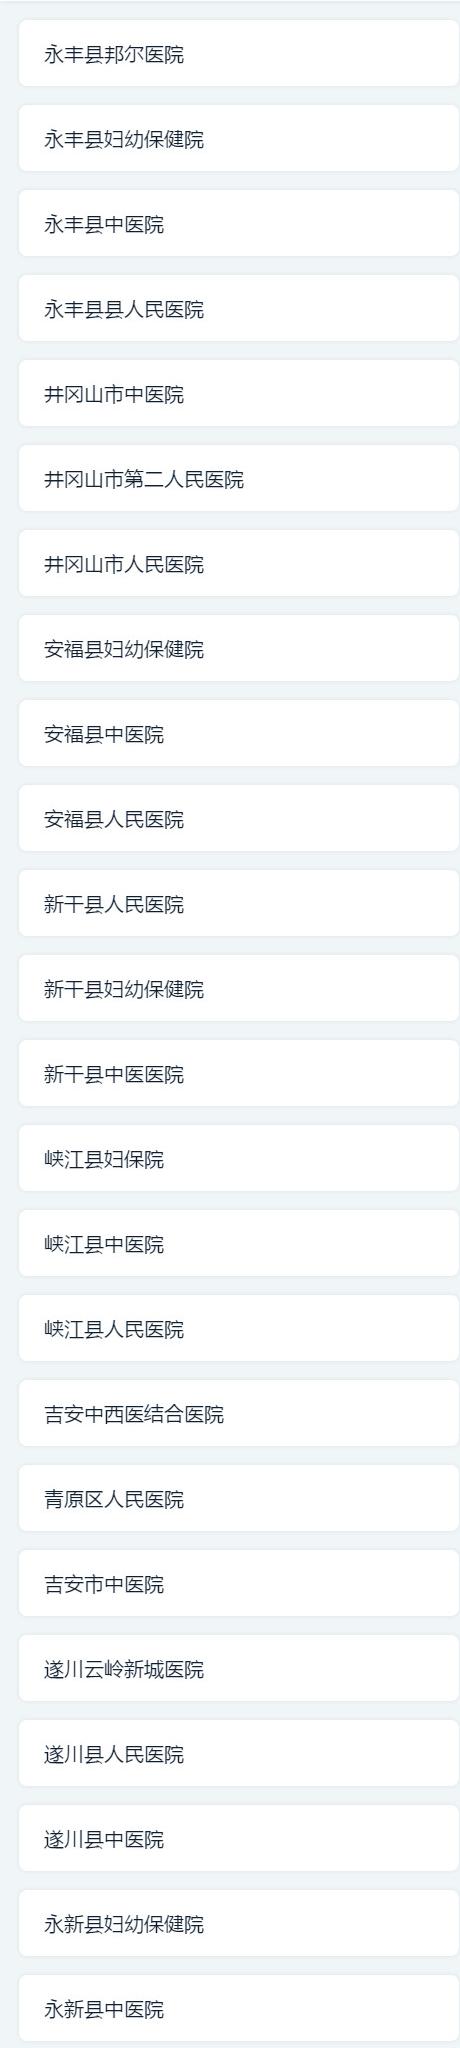 永丰县邦尔医院
永丰县妇幼保健院
永丰县中医院
永丰县县人民医院
井冈山市中医院
井冈山市第二人民医院
井冈山市人民医院
安福县妇幼保健院
安福县中医院
安福县人民医院
新干县人民医院
新干县妇幼保健院
新干县中医医院
峡江县妇保院
峡江县中医院
峡江县人民医院
吉安中西医结合医院
青原区人民医院
吉安市中医院
遂川云岭新城医院
遂川县人民医院
遂川县中医院
永新县妇幼保健院
永新县中医院